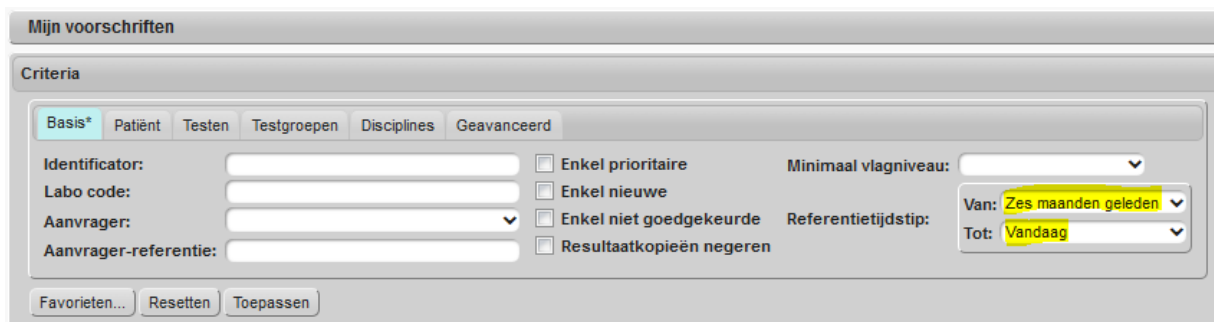 Mijn voorschriften
Criteria
Basis* Patiënt Testen Testgroepen Disciplines Geavanceerd
Identificator: Enkel prioritaire Minimaal vlagniveau:
Labo code: Enkel nieuwe Van: Zes maanden geleden
Aanvrager: Enkel niet goedgekeurde Referentietijdstip:
Tot: Vandaag
Aanvrager-referentie: Resultaatkopieën negeren
Favorieten... Resetten Toepassen